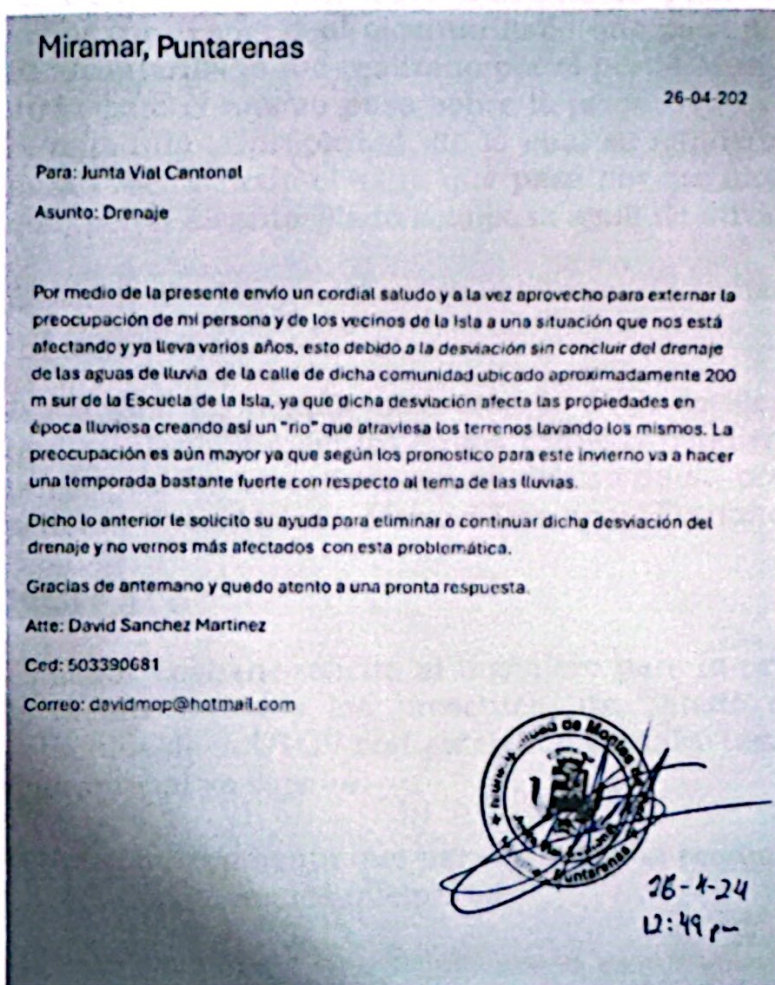 Miramar, Puntarenas
26-04-202
Para: Junta Vial Cantonal
Asunto: Drenaje
Por medio de la presente envío un cordial saludo y a la vez aprovecho para externar la
preocupación de mi persona y de los vecinos de la Isla a una situación que nos está
afectando y ya lleva varios años, esto debido a la desviación sin concluir del drenaje
de las aguas de lluvia de la calle de dicha comunidad ubicado aproximadamente 200
m sur de la Escuela de la Isla, ya que dicha desviación afecta las propiedades en
época lluviosa creando así un "rio" que atraviesa los terrenos lavando los mismos. La
preocupación es aún mayor ya que según los pronostico para este invierno va a hacer
una temporada bastante fuerte con respecto al tema de las lluvias.
Dicho lo anterior le solicito su ayuda para eliminar o continuar dicha desviación del
drenaje y no vernos más afectados con esta problemática.
Gracias de antemano y quedo atento a una pronta respuesta.
Atte: David Sanchez Martinez
Ced: 503390681
Correo: davidmop@hotmail.com
de Montes
Puntarenas
26-4-24
12:49 pm